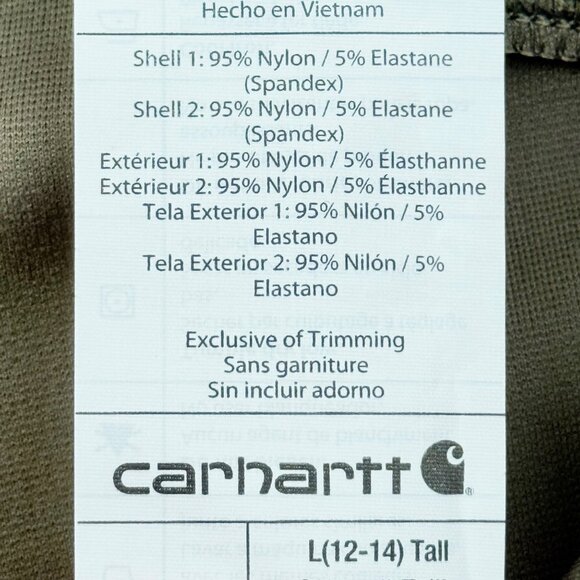 Hecho en Vietnam
Shell 1: 95% Nylon / 5% Elastane
(Spandex)
Shell 2: 95% Nylon / 5% Elastane
(Spandex)
Extérieur 1: 95% Nylon / 5% Élasthanne
Extérieur 2: 95% Nylon / 5% Élasthanne
Tela Exterior 1: 95% Nilón / 5%
Elastano
Tela Exterior 2: 95% Nilón / 5%
Elastano
Exclusive of Trimming
Sans garniture
Sin incluir adorno
carhartt ®
L(12-14) Tall